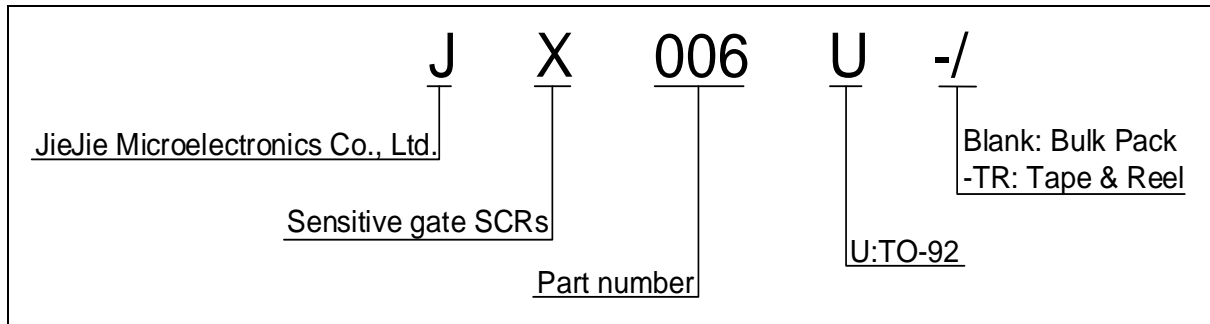 J X 006 U -/
JieJie Microelectronics Co., Ltd.
Blank: Bulk Pack
-TR: Tape & Reel
Sensitive gate SCRs
U:TO-92
Part number